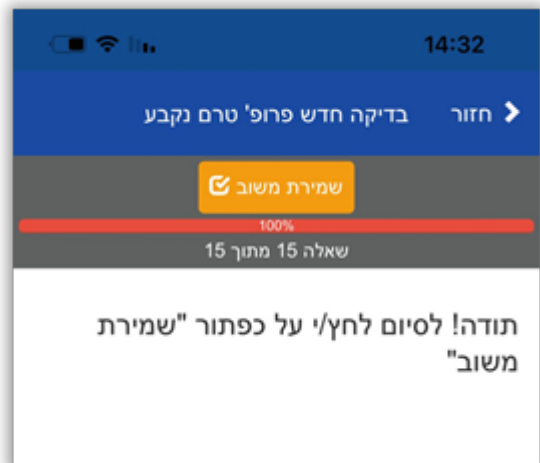 14:32
חזור
בדיקה חדש פרופ' טרם נקבע
שמירת משוב
100%
שאלה 15 מתוך 15
תודה! לסיום לחץ/י על כפתור "שמירת
משוב"